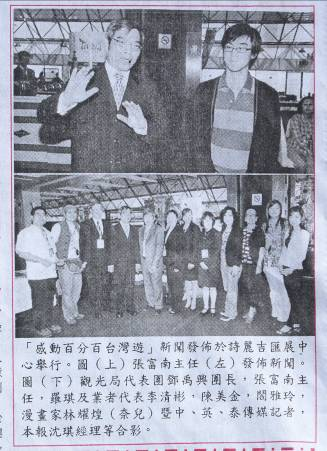 「感動百分百台灣遊」新聞發佈於詩麗吉匯展中
心舉行。圖（上）張富南主任（左）發佈新聞。
圖（下）觀光局代表團鄧禹興團長，張富南主
任，羅琪及業者代表李清彬，陳美金，閻雅玲，
漫畫家林耀煌（奈兒）暨中、英、泰傳媒記者，
本報沈琪經理等合影。